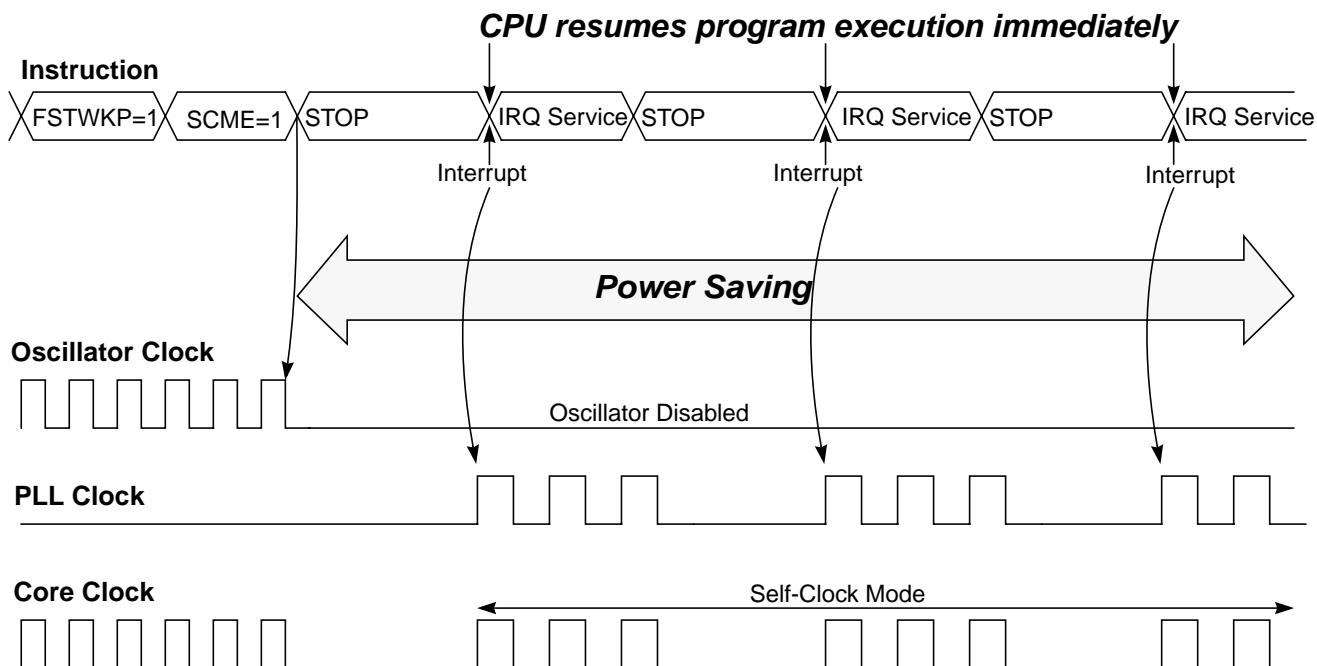 CPU resumes program execution immediately
Instruction
FSTWKP=1 SCME=1 STOP IRQ Service STOP IRQ Service STOP IRQ Service
Interrupt Interrupt Interrupt
Power Saving
Oscillator Clock
Oscillator Disabled
PLL Clock
Core Clock
Self-Clock Mode